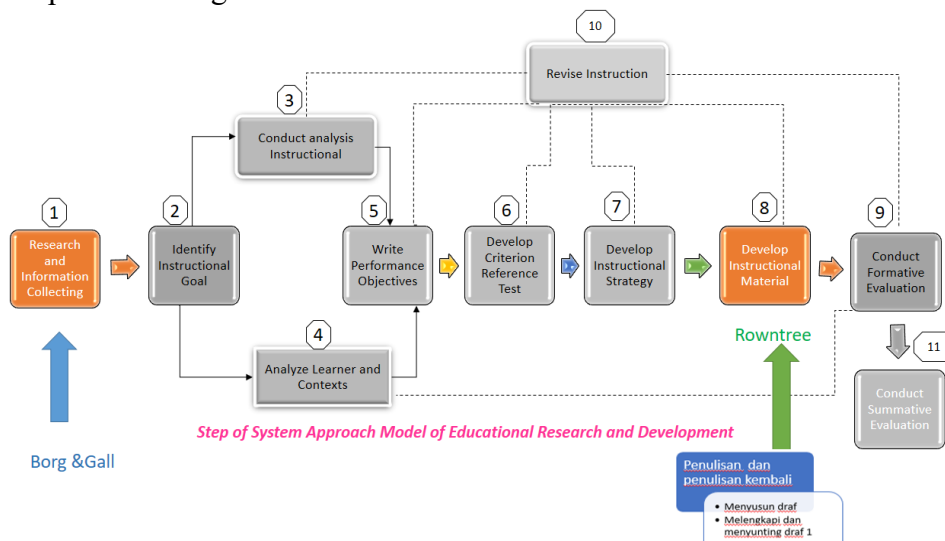 10
Revise Instruction
3
Conduct analysis
Instructional
1
2
5
6
7
8
9
Research
and
Information
Collecting
Identify
Instructional
Goal
Write
Performance
Objectives
Develop
Criterion
Reference
Test
Develop
Instructional
Strategy
Develop
Instructional
Material
Conduct
Formative
Evaluation
4
Analyze Learner and
Contexts
Rowntree
11
Conduct
Summative
Evaluation
Step of System Approach Model of Educational Research and Development
Borg &Gall
Penulisan dan
penulisan kembali
• Menyusun draf
• Melengkapi dan
menyunting draf 1